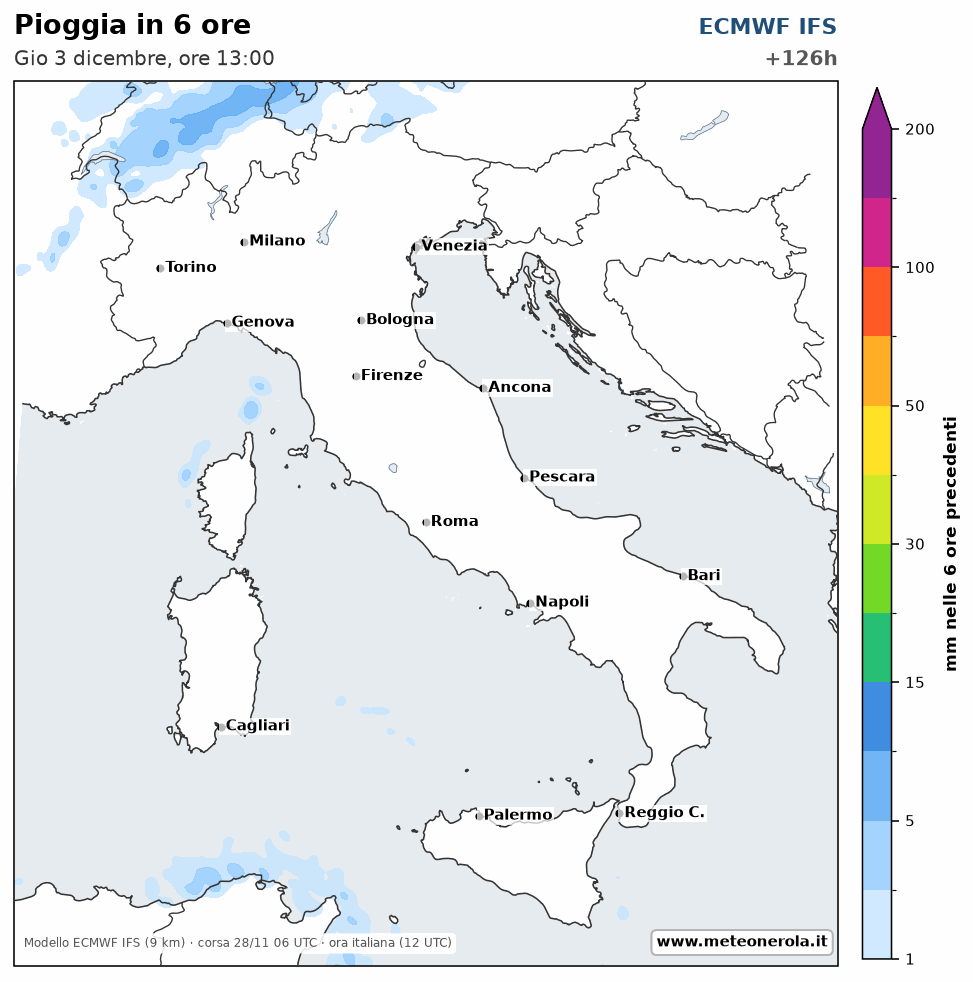 Pioggia in 6 ore
ECMWF IFS
Gio 3 dicembre, ore 13:00
+126h
200
Milano
Venezia
Torino
100
Genova
Bologna
Firenze
Ancona
50
Pescara
Roma
30
Bari
Napoli
mm nelle 6 ore precedenti
15
Cagliari
Palermo
Reggio C.
5
Modello ECMWF IFS (9 km) · corsa 28/11 06 UTC · ora italiana (12 UTC)
www.meteonerola.it
1